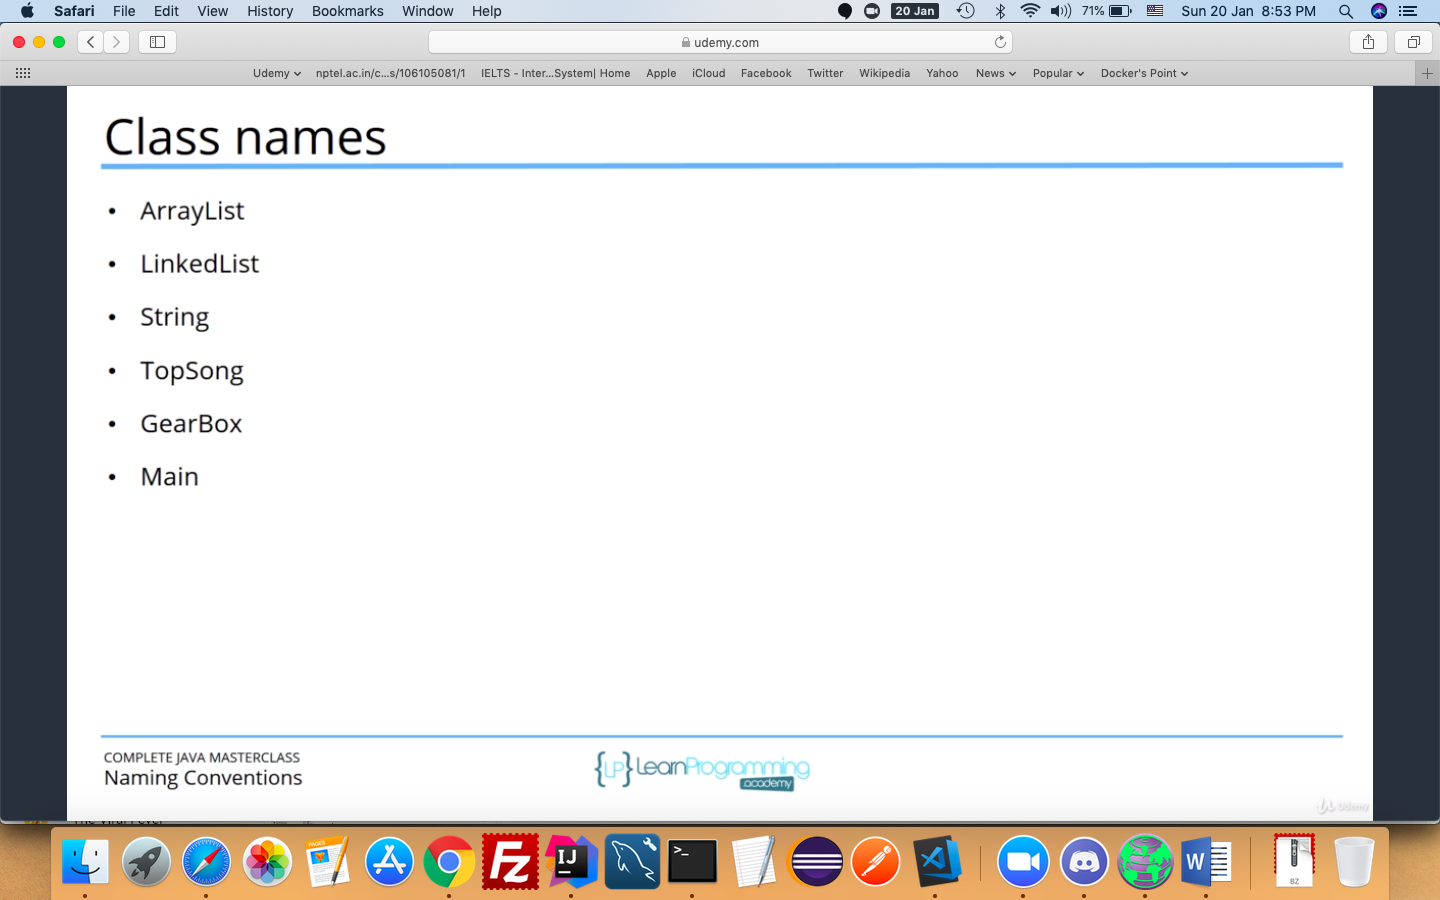 Safari File Edit View History Bookmarks Window Help 20 Jan 71% Sun 20 Jan 8:53 PM
udemy.com
Udemy nptel.ac.in/c...s/106105081/1 IELTS - Inter...System| Home Apple iCloud Facebook Twitter Wikipedia Yahoo News Popular Docker's Point
Class names
• ArrayList
• LinkedList
• String
• TopSong
• GearBox
• Main
COMPLETE JAVA MASTERCLASS
Naming Conventions
{LP} LearnProgramming
academy
Udemy
PAGES
Fz
IJ
>_
W
BZ